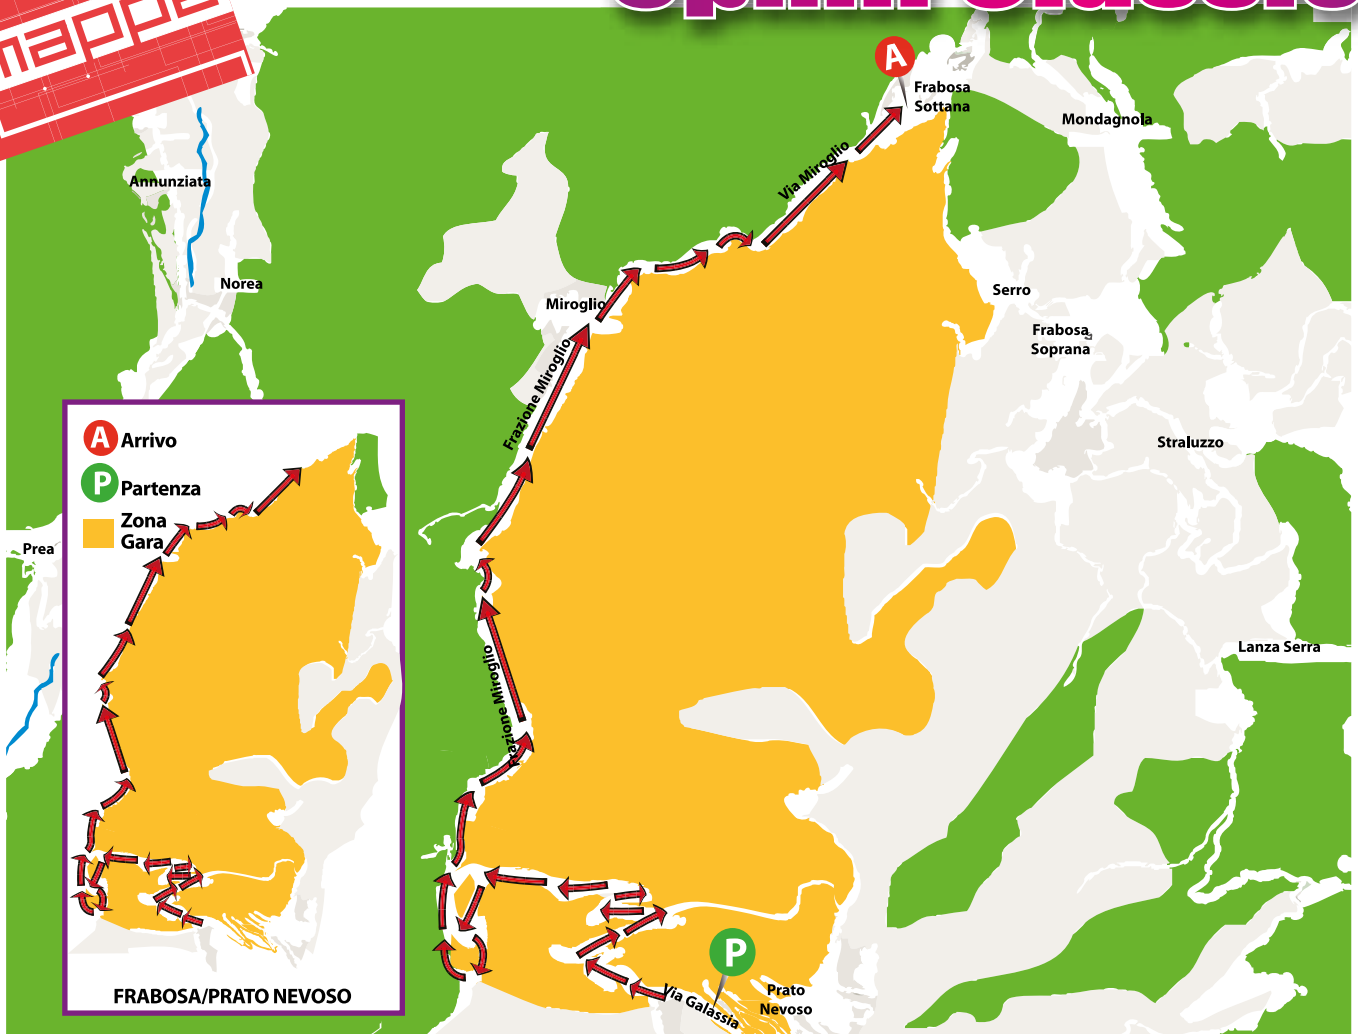 mappa
A
Frabosa
Sottana
Mondagnola
Via Miroglio
Annunziata
Norea
Serro
Miroglio
Frabosa
Soprana
Frazione Miroglio
A Arrivo
Straluzzo
P Partenza
Zona
Gara
Prea
Lanza Serra
Frazione Miroglio
P
Via Galassia
Prato
Nevoso
FRABOSA/PRATO NEVOSO